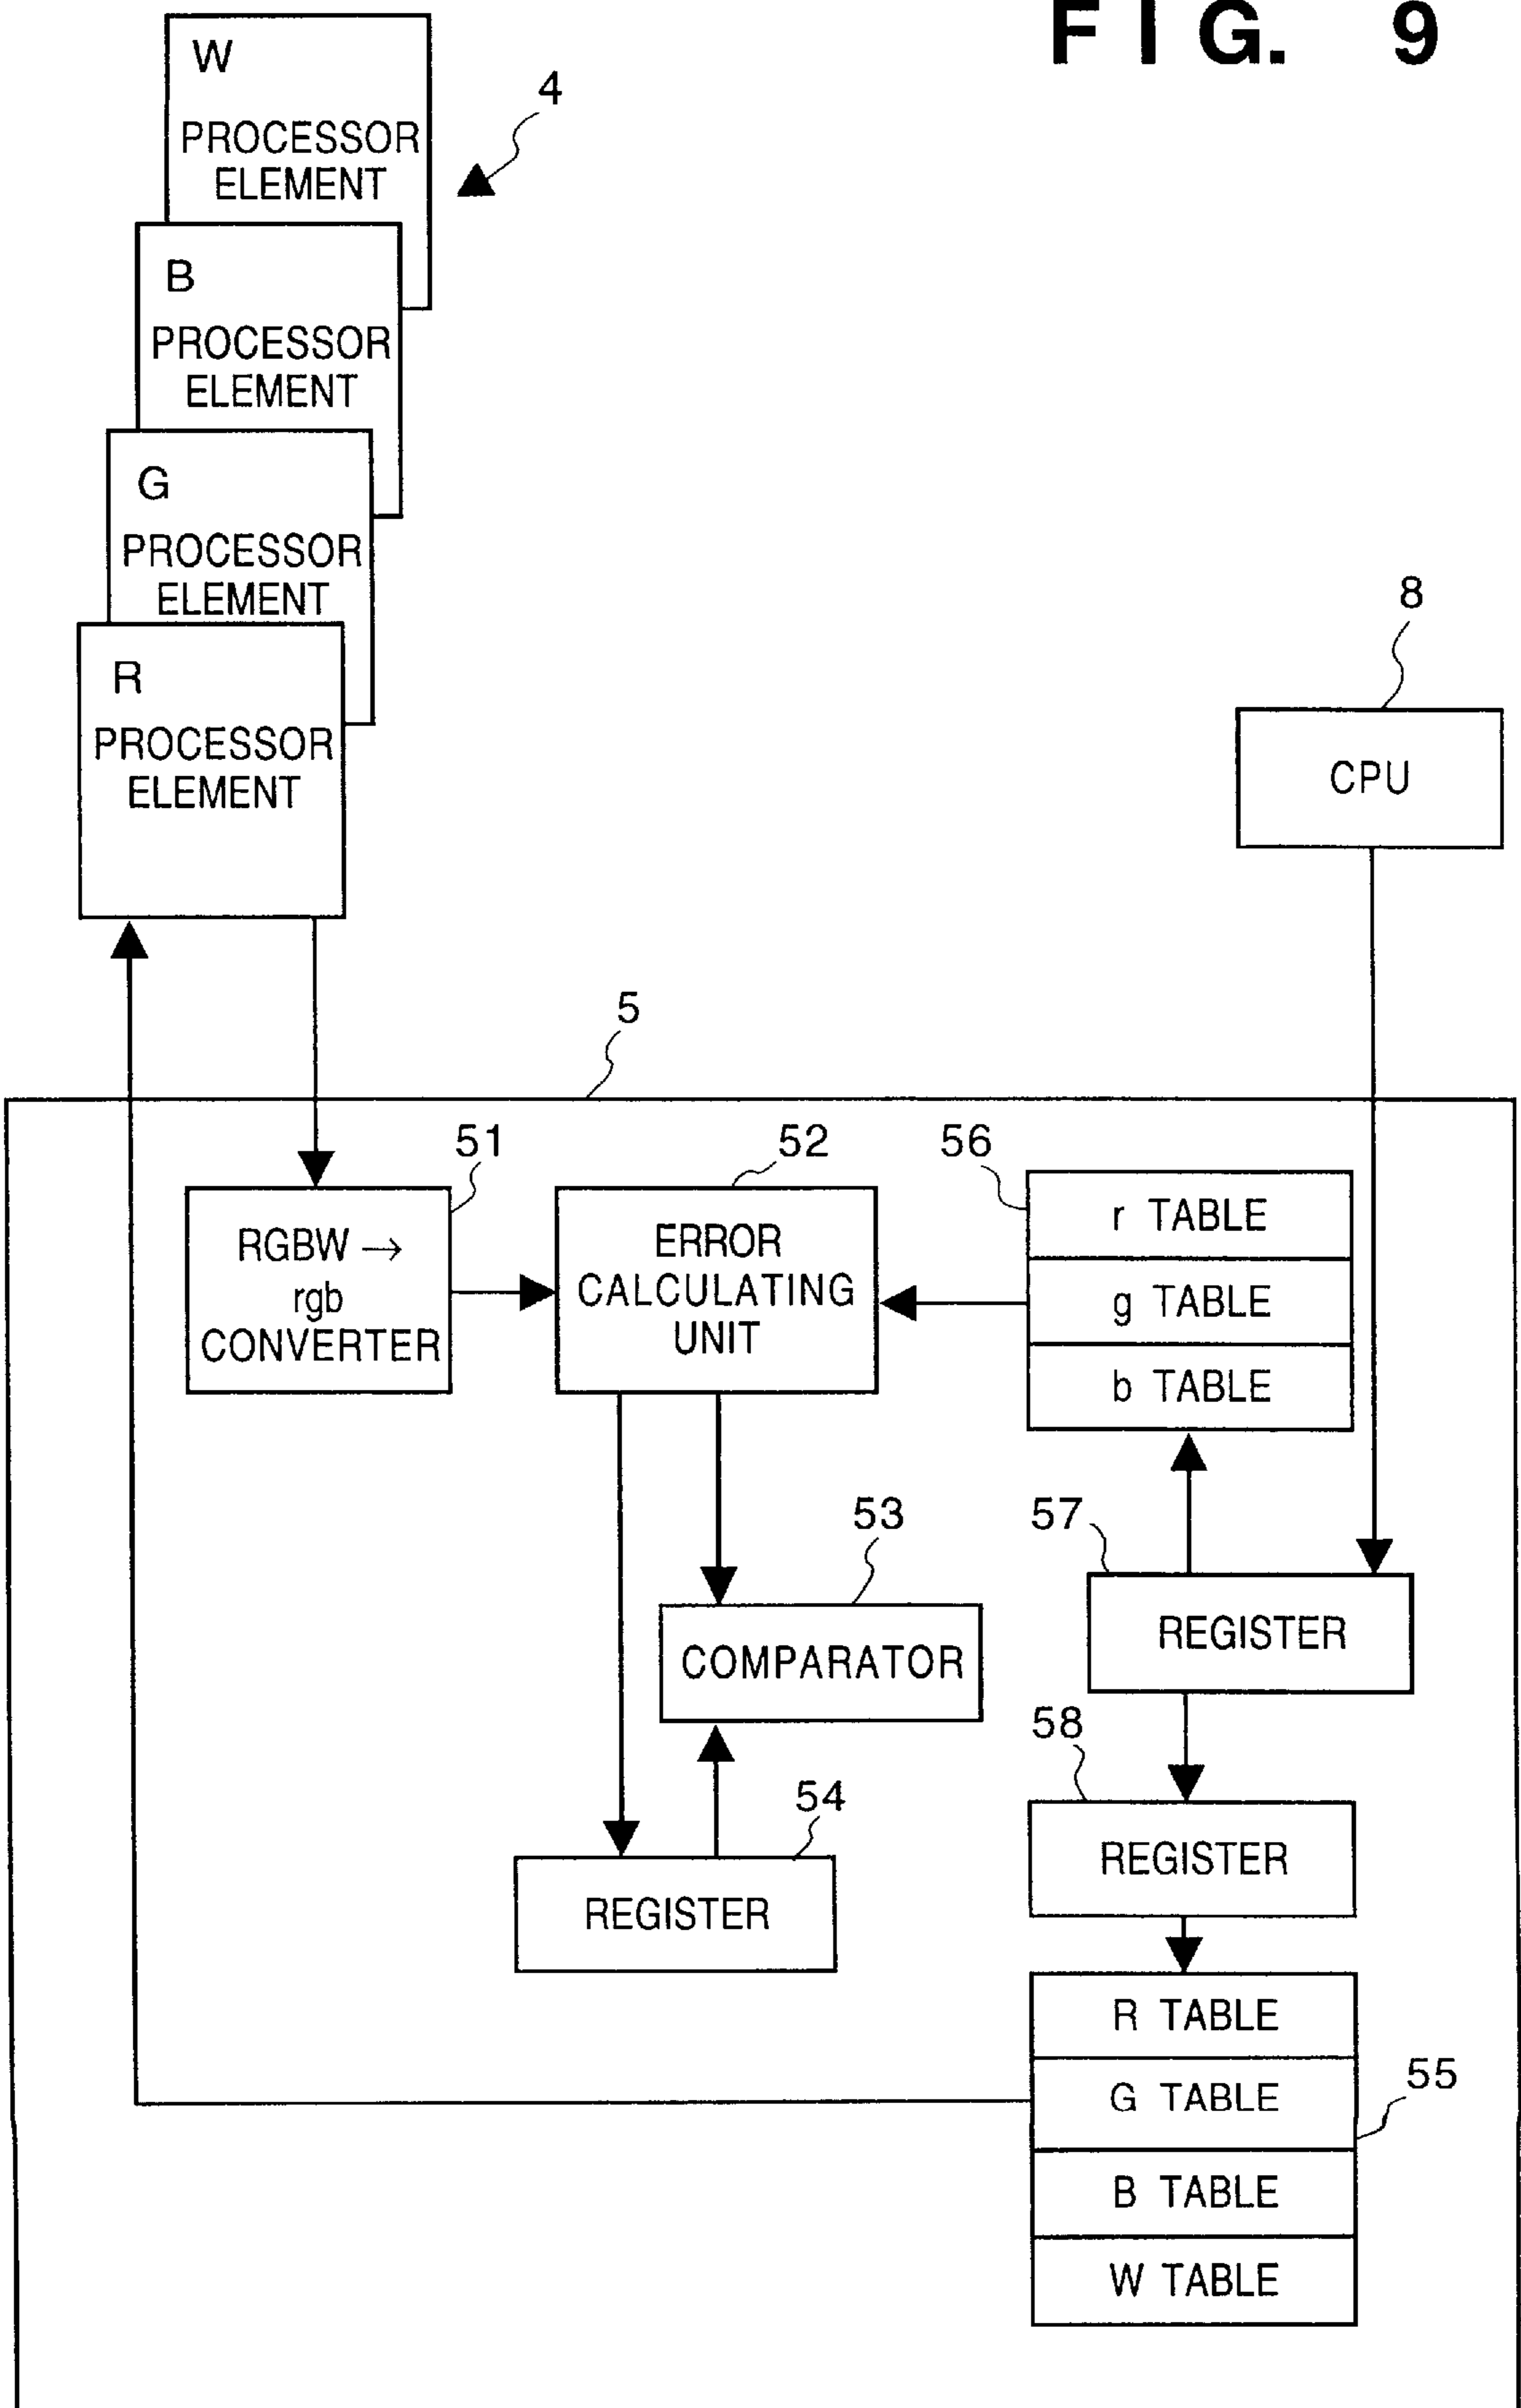 FIG. 9
W
PROCESSOR
ELEMENT
4
B
PROCESSOR
ELEMENT
G
PROCESSOR
ELEMENT
R
PROCESSOR
ELEMENT
8
CPU
5
51
RGBW →
rgb
CONVERTER
52
ERROR
CALCULATING
UNIT
56
r TABLE
g TABLE
b TABLE
53
COMPARATOR
57
REGISTER
54
REGISTER
58
REGISTER
R TABLE
G TABLE
B TABLE
W TABLE
55